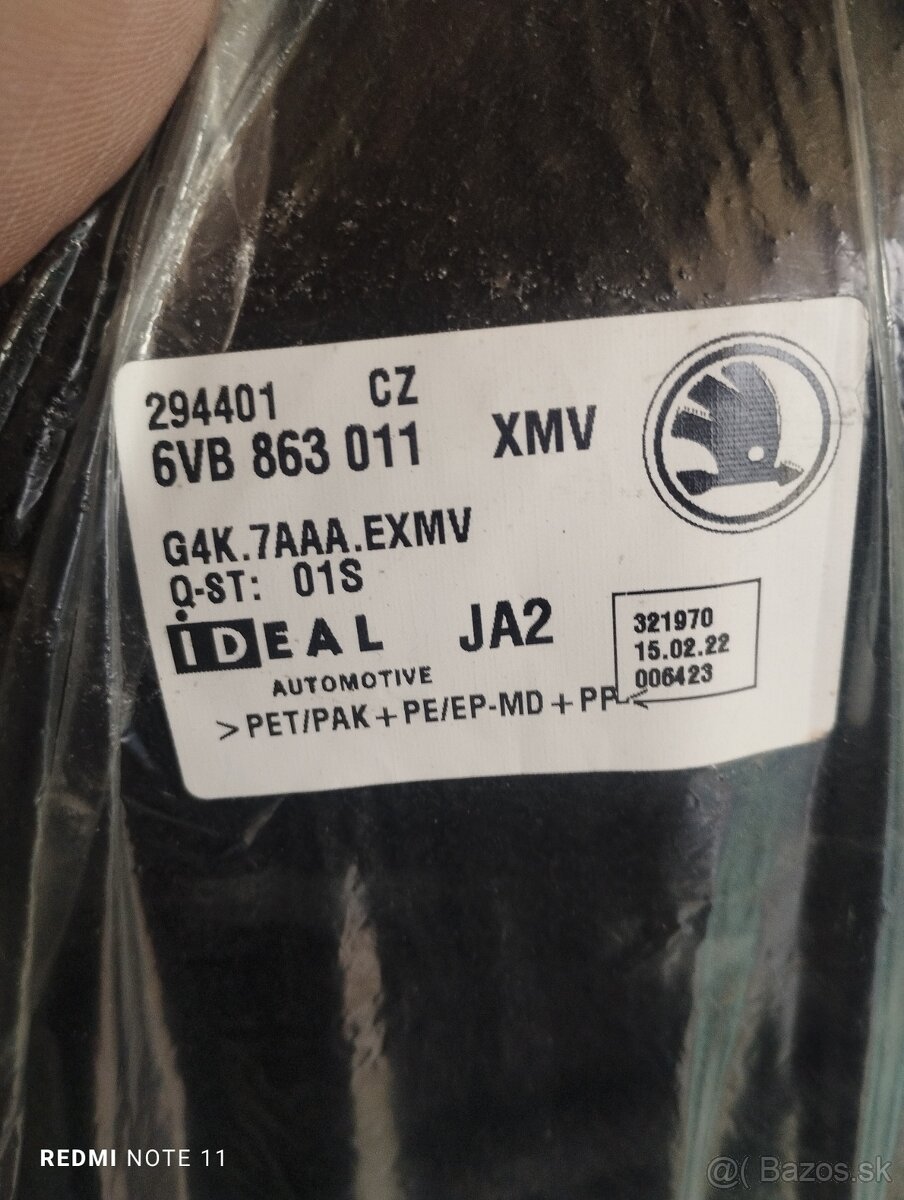 294401 CZ
6VB 863 011 XMV
G4K.7AAA.EXMV
Q-ST: 01S
IDEAL JA2
AUTOMOTIVE
321970
15.02.22
006423
>PET/PAK+PE/EP-MD+PP<
REDMI NOTE 11
@( Bazos.sk